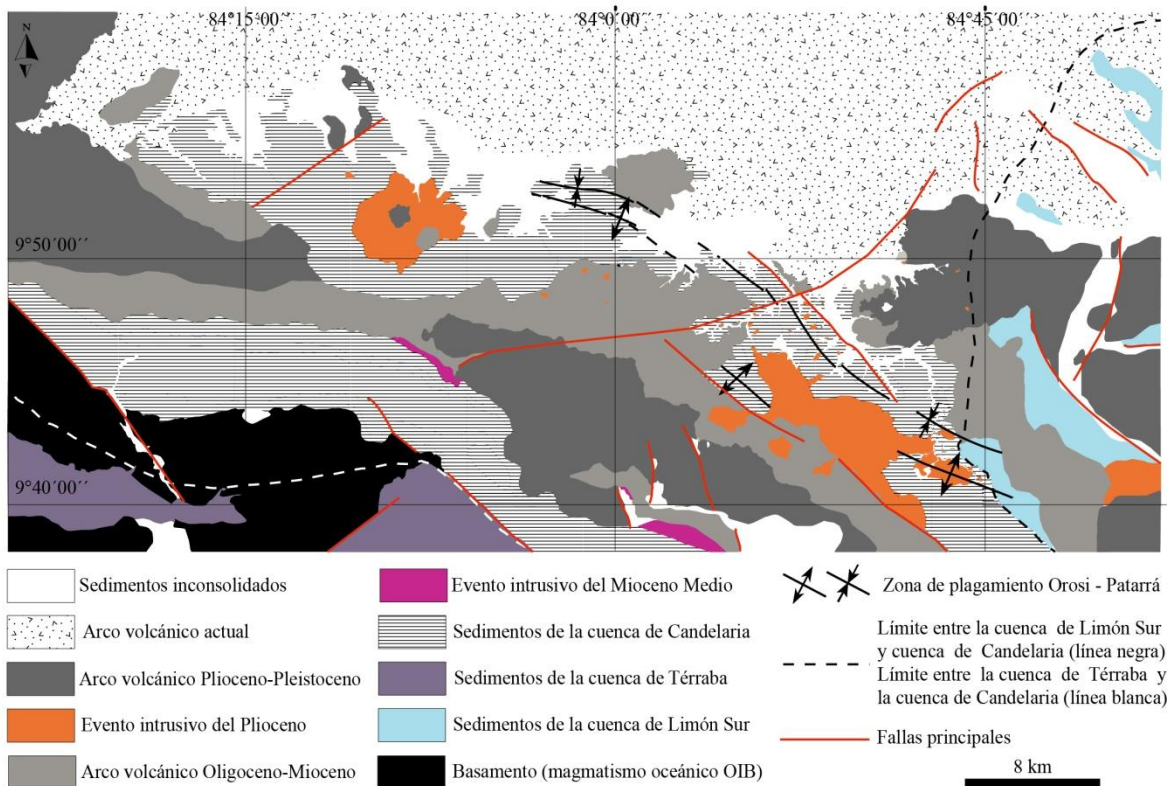 84°15´00´´
84°0´00´´
84°45´00´´
N
9°50´00´´
9°40´00´´
Sedimentos inconsolidados
Arco volcánico actual
Arco volcánico Plioceno-Pleistoceno
Evento intrusivo del Plioceno
Arco volcánico Oligoceno-Mioceno
Evento intrusivo del Mioceno Medio
Sedimentos de la cuenca de Candelaria
Sedimentos de la cuenca de Térraba
Sedimentos de la cuenca de Limón Sur
Basamento (magmatismo oceánico OIB)
Zona de plagamiento Orosi - Patarrá
Límite entre la cuenca de Limón Sur
y cuenca de Candelaria (línea negra)
Límite entre la cuenca de Térraba y
la cuenca de Candelaria (línea blanca)
Fallas principales
8 km